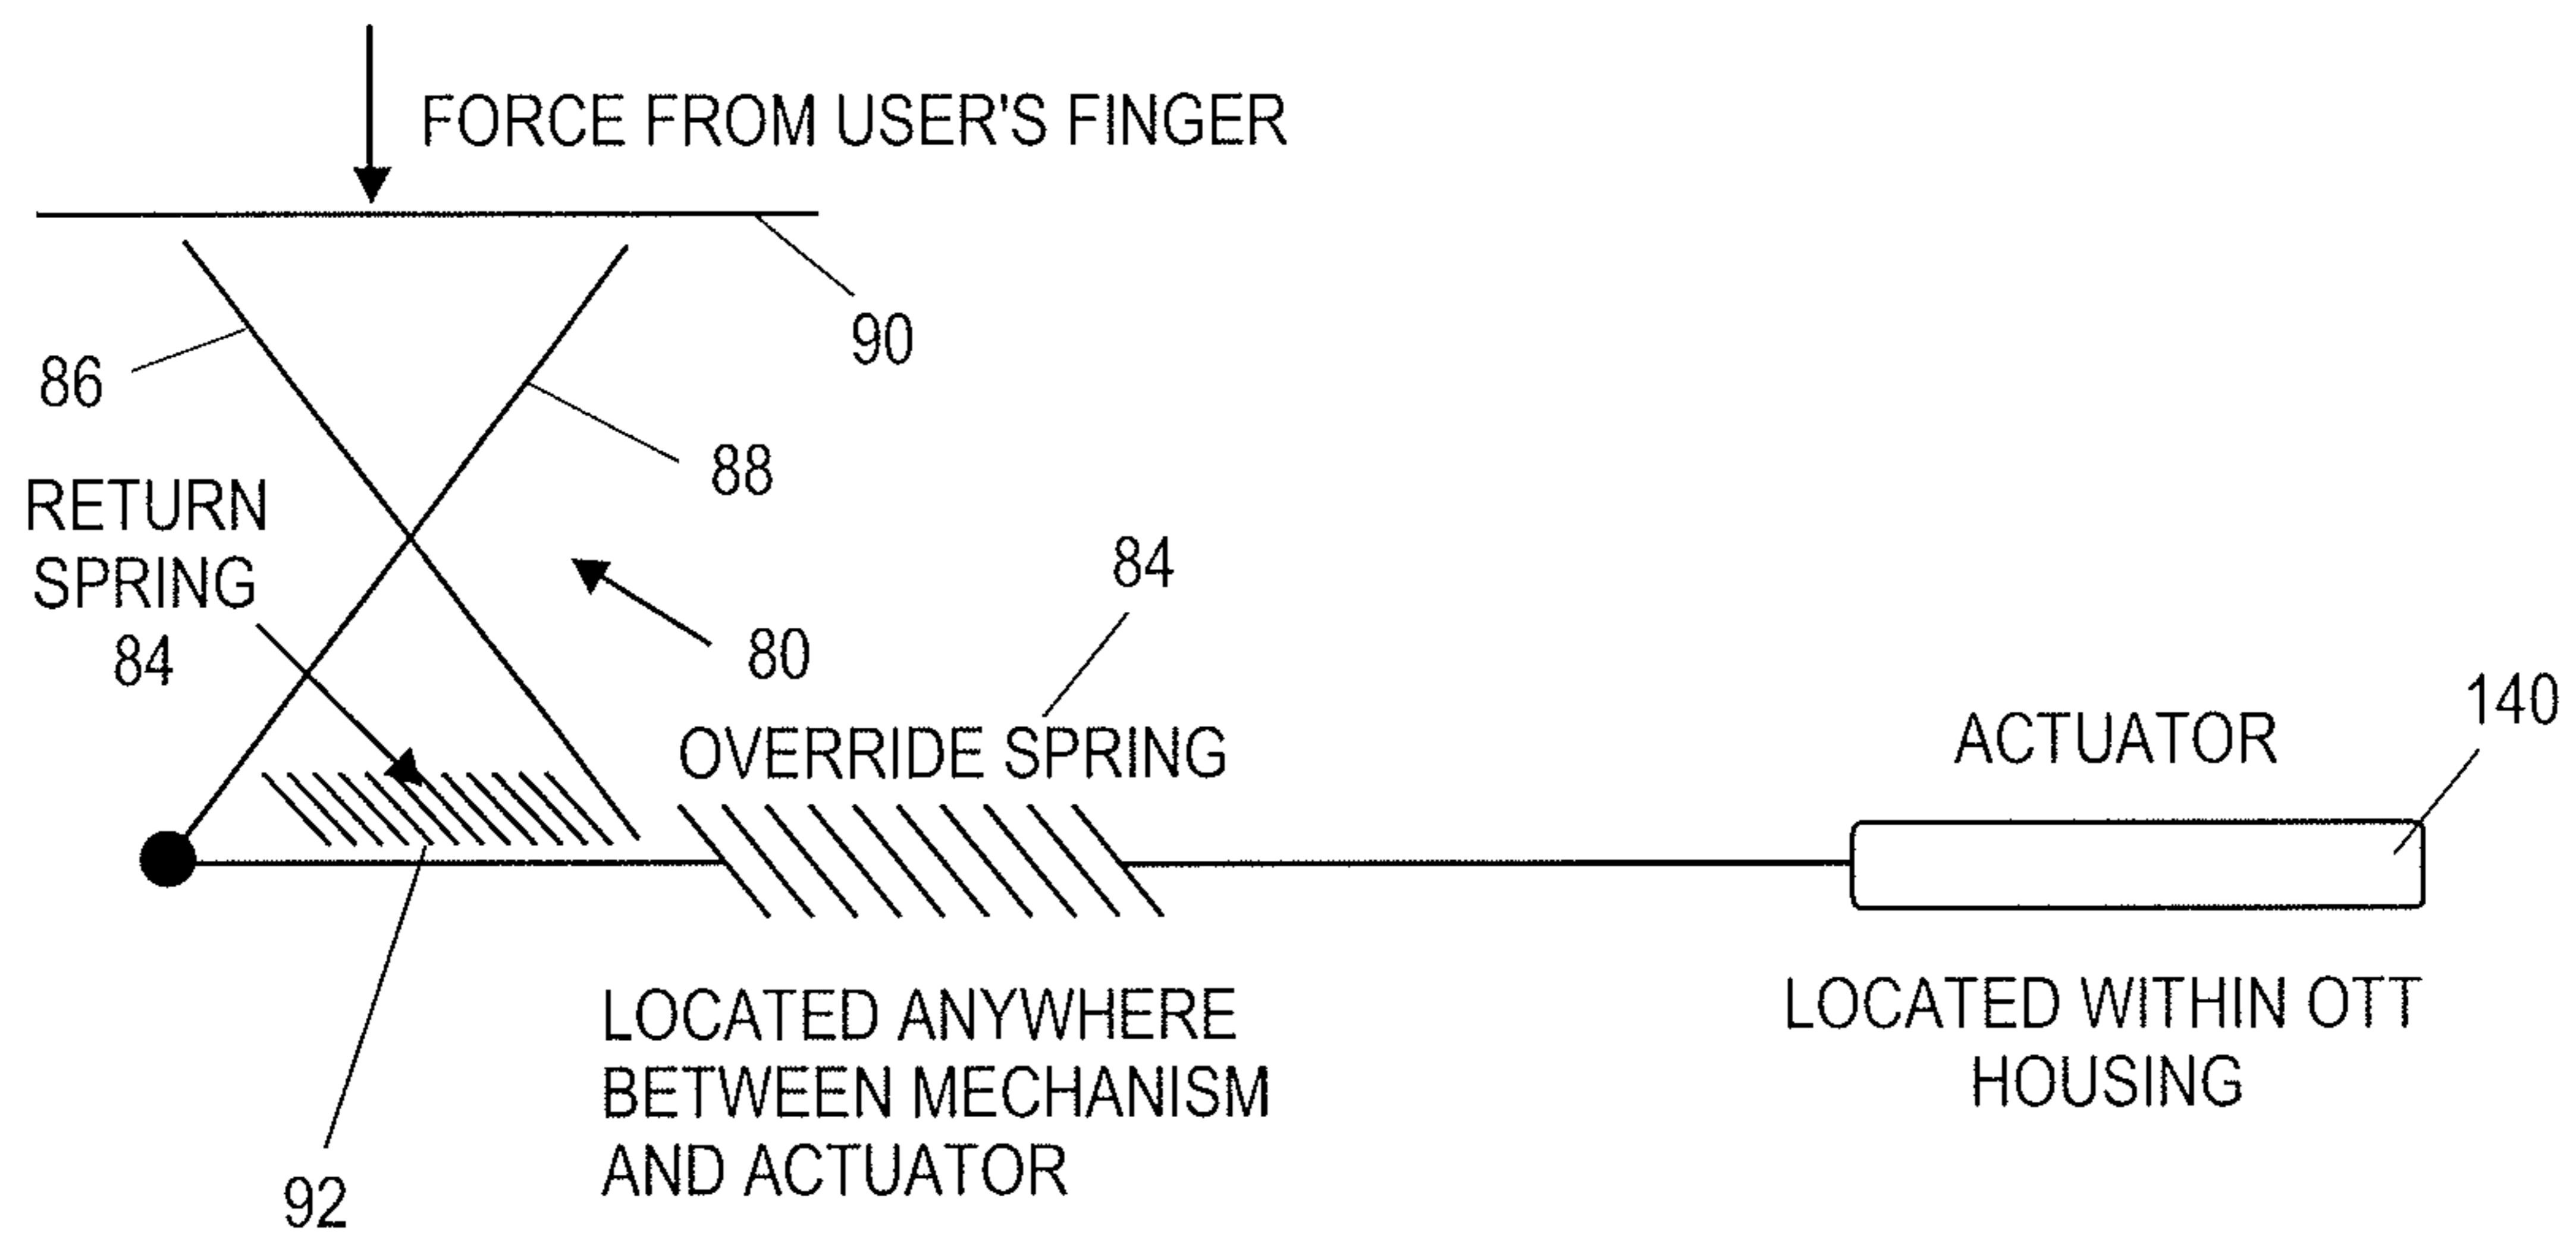 FORCE FROM USER'S FINGER
90
86
88
RETURN
SPRING
84
84
80
OVERRIDE SPRING
ACTUATOR
140
LOCATED ANYWHERE
BETWEEN MECHANISM
AND ACTUATOR
LOCATED WITHIN OTT
HOUSING
92